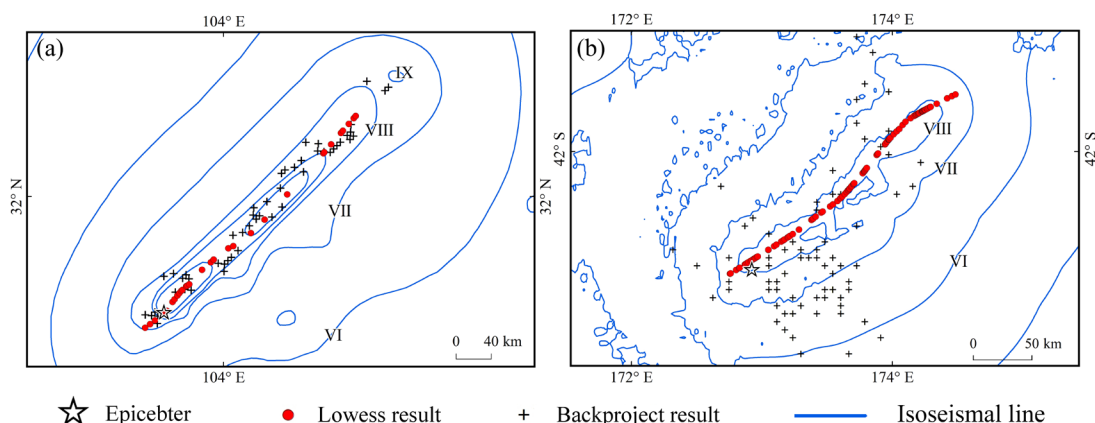 104° E
172° E
174° E
(a)
(b)
IX
VIII
VII
VI
32° N
32° N
104° E
0 40 km
42° S
42° S
VIII
VII
VI
0 50 km
172° E
174° E
Epicebter
Lowess result
Backproject result
Isoseismal line